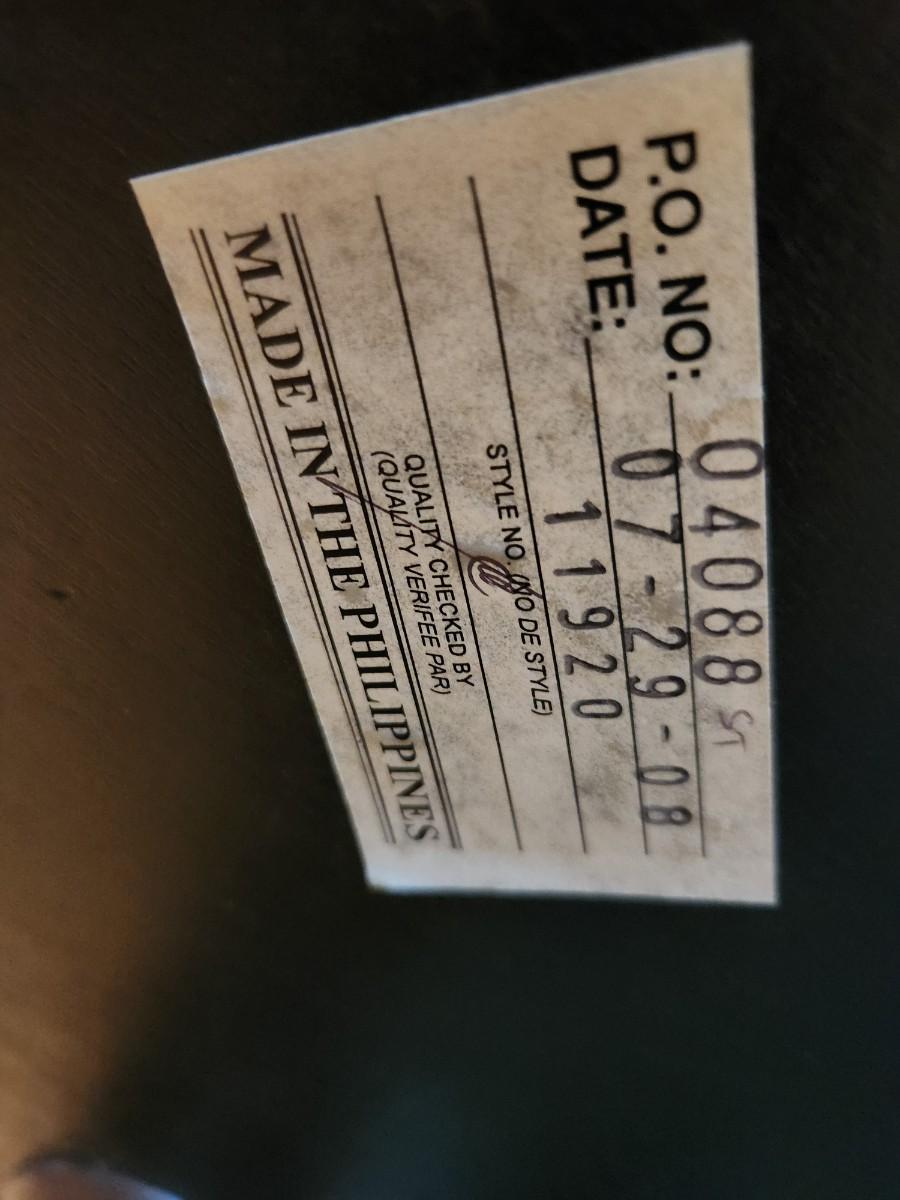 P.O. NO: 04088 ST
DATE: 07-29-08
11920
STYLE NO. (NO DE STYLE)
QUALITY CHECKED BY
(QUALITY VERIFEE PAR)
MADE IN THE PHILIPPINES